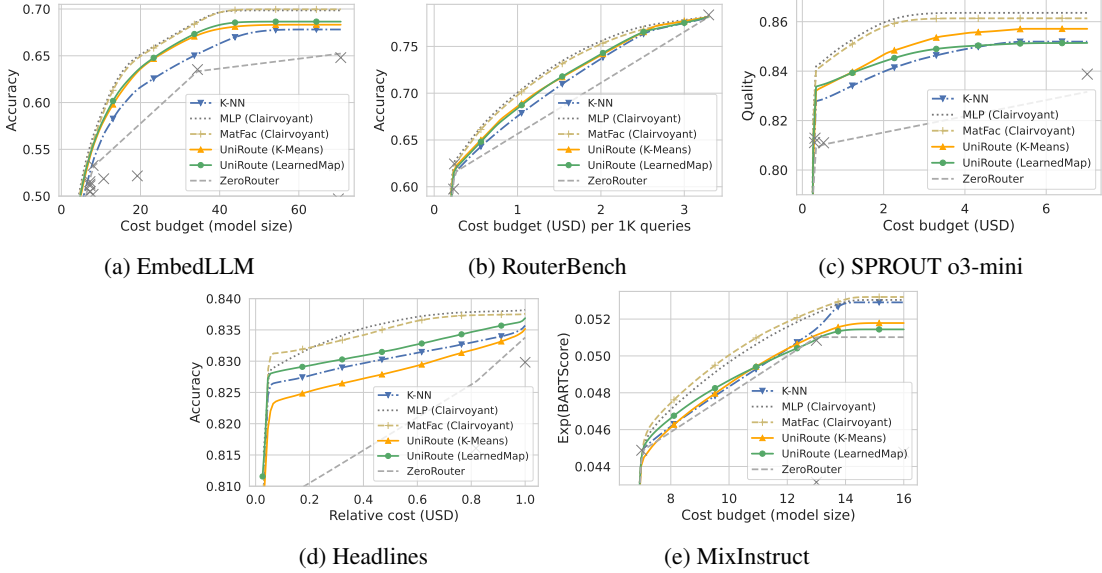 0.70
0.65
0.60
0.55
0.50
Accuracy
K-NN
MLP (Clairvoyant)
MatFac (Clairvoyant)
UniRoute (K-Means)
UniRoute (LearnedMap)
ZeroRouter
0 20 40 60
Cost budget (model size)
(a) EmbedLLM
0.75
0.70
0.65
0.60
Accuracy
K-NN
MLP (Clairvoyant)
MatFac (Clairvoyant)
UniRoute (K-Means)
UniRoute (LearnedMap)
ZeroRouter
0 1 2 3
Cost budget (USD) per 1K queries
(b) RouterBench
0.86
0.84
0.82
0.80
Quality
K-NN
MLP (Clairvoyant)
MatFac (Clairvoyant)
UniRoute (K-Means)
UniRoute (LearnedMap)
ZeroRouter
0 2 4 6
Cost budget (USD)
(c) SPROUT o3-mini
0.840
0.835
0.830
0.825
0.820
0.815
0.810
Accuracy
K-NN
MLP (Clairvoyant)
MatFac (Clairvoyant)
UniRoute (K-Means)
UniRoute (LearnedMap)
ZeroRouter
0.0 0.2 0.4 0.6 0.8 1.0
Relative cost (USD)
(d) Headlines
0.052
0.050
0.048
0.046
0.044
Exp(BARTScore)
K-NN
MLP (Clairvoyant)
MatFac (Clairvoyant)
UniRoute (K-Means)
UniRoute (LearnedMap)
ZeroRouter
8 10 12 14 16
Cost budget (model size)
(e) MixInstruct